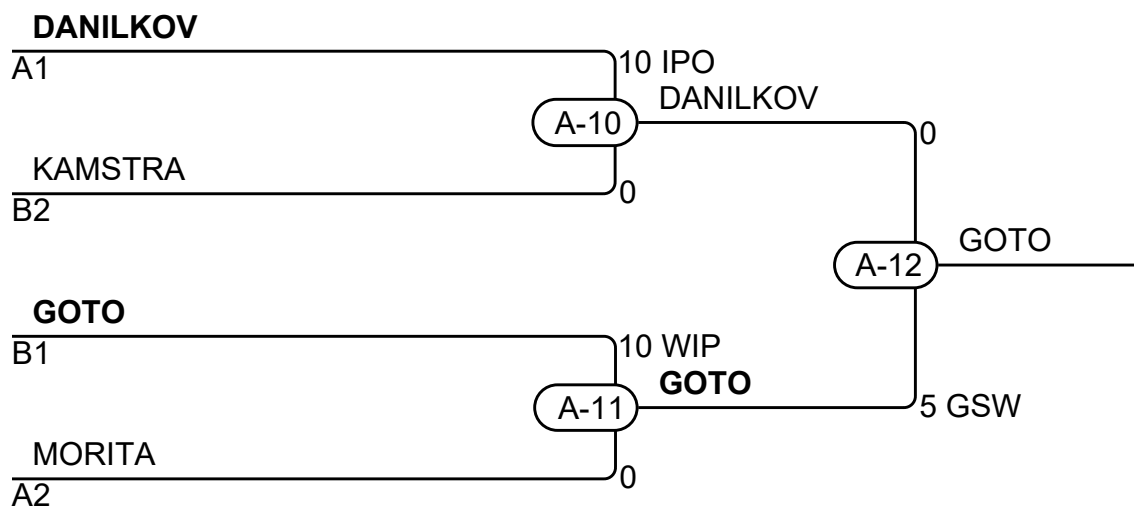 DANILKOV
A1
10 IPO
DANILKOV
A-10
0
KAMSTRA
0
B2
GOTO
A-12
GOTO
B1
10 WIP
GOTO
A-11
5 GSW
MORITA
0
A2